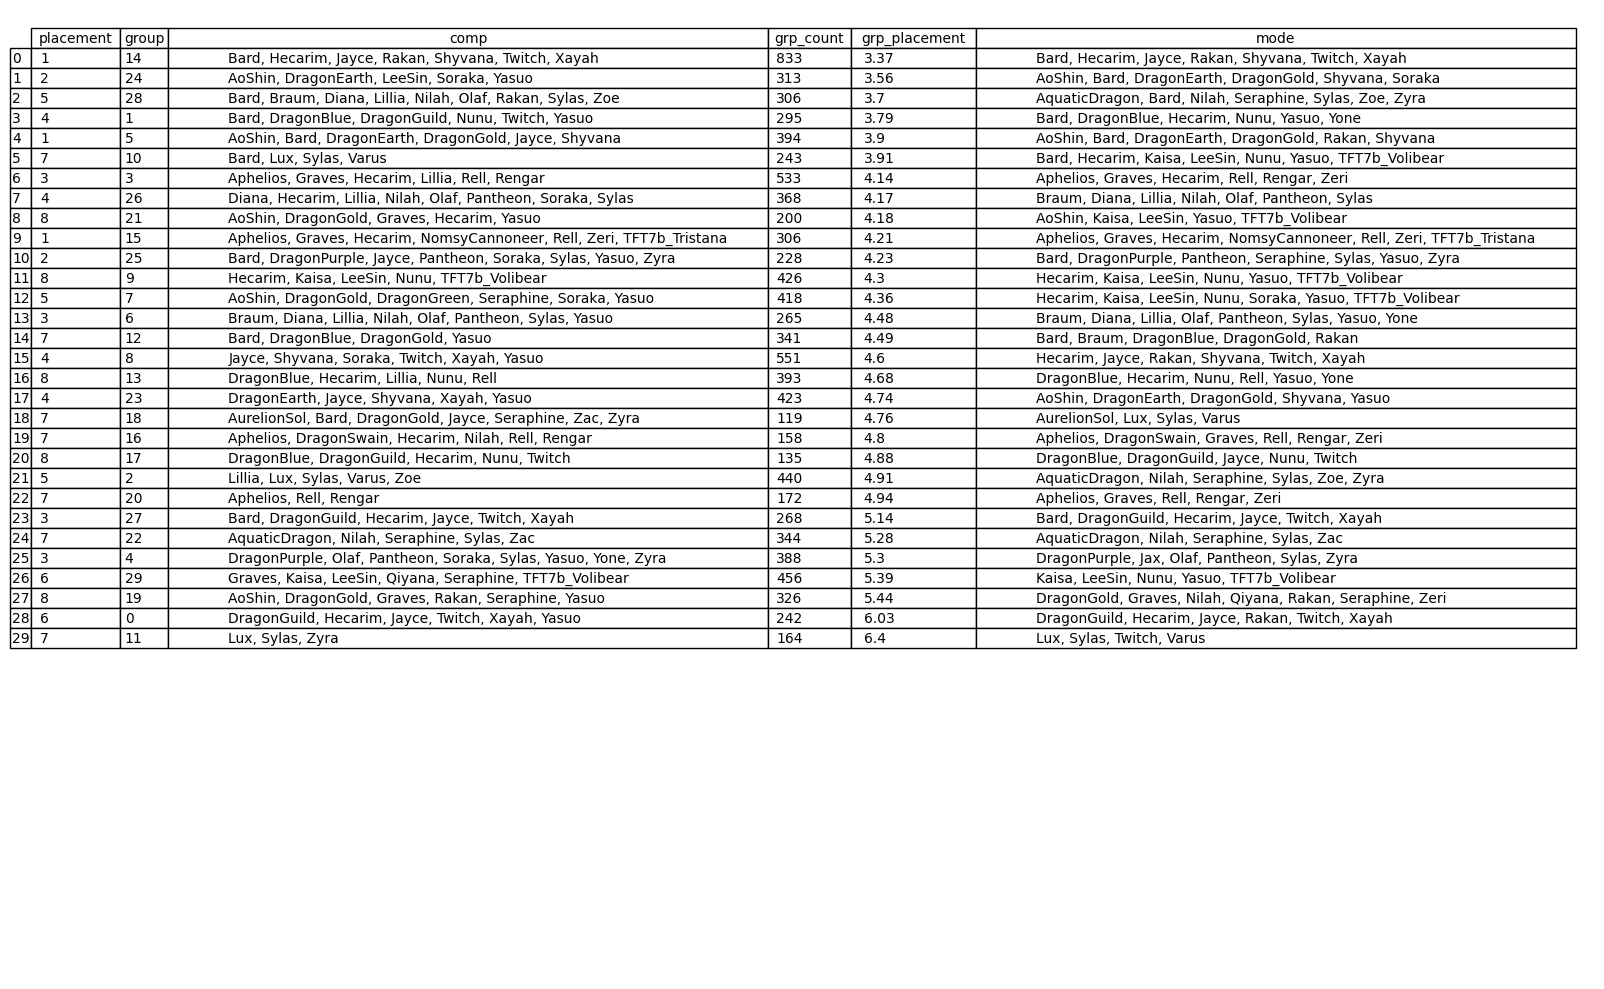 placement group comp grp_count grp_placement mode
0 1 14 Bard, Hecarim, Jayce, Rakan, Shyvana, Twitch, Xayah 833 3.37 Bard, Hecarim, Jayce, Rakan, Shyvana, Twitch, Xayah
1 2 24 AoShin, DragonEarth, LeeSin, Soraka, Yasuo 313 3.56 AoShin, Bard, DragonEarth, DragonGold, Shyvana, Soraka
2 5 28 Bard, Braum, Diana, Lillia, Nilah, Olaf, Rakan, Sylas, Zoe 306 3.7 AquaticDragon, Bard, Nilah, Seraphine, Sylas, Zoe, Zyra
3 4 1 Bard, DragonBlue, DragonGuild, Nunu, Twitch, Yasuo 295 3.79 Bard, DragonBlue, Hecarim, Nunu, Yasuo, Yone
4 1 5 AoShin, Bard, DragonEarth, DragonGold, Jayce, Shyvana 394 3.9 AoShin, Bard, DragonEarth, DragonGold, Rakan, Shyvana
5 7 10 Bard, Lux, Sylas, Varus 243 3.91 Bard, Hecarim, Kaisa, LeeSin, Nunu, Yasuo, TFT7b_Volibear
6 3 3 Aphelios, Graves, Hecarim, Lillia, Rell, Rengar 533 4.14 Aphelios, Graves, Hecarim, Rell, Rengar, Zeri
7 4 26 Diana, Hecarim, Lillia, Nilah, Olaf, Pantheon, Soraka, Sylas 368 4.17 Braum, Diana, Lillia, Nilah, Olaf, Pantheon, Sylas
8 8 21 AoShin, DragonGold, Graves, Hecarim, Yasuo 200 4.18 AoShin, Kaisa, LeeSin, Yasuo, TFT7b_Volibear
9 1 15 Aphelios, Graves, Hecarim, NomsyCannoneer, Rell, Zeri, TFT7b_Tristana 306 4.21 Aphelios, Graves, Hecarim, NomsyCannoneer, Rell, Zeri, TFT7b_Tristana
10 2 25 Bard, DragonPurple, Jayce, Pantheon, Soraka, Sylas, Yasuo, Zyra 228 4.23 Bard, DragonPurple, Pantheon, Seraphine, Sylas, Yasuo, Zyra
11 8 9 Hecarim, Kaisa, LeeSin, Nunu, TFT7b_Volibear 426 4.3 Hecarim, Kaisa, LeeSin, Nunu, Yasuo, TFT7b_Volibear
12 5 7 AoShin, DragonGold, DragonGreen, Seraphine, Soraka, Yasuo 418 4.36 Hecarim, Kaisa, LeeSin, Nunu, Soraka, Yasuo, TFT7b_Volibear
13 3 6 Braum, Diana, Lillia, Nilah, Olaf, Pantheon, Sylas, Yasuo 265 4.48 Braum, Diana, Lillia, Olaf, Pantheon, Sylas, Yasuo, Yone
14 7 12 Bard, DragonBlue, DragonGold, Yasuo 341 4.49 Bard, Braum, DragonBlue, DragonGold, Rakan
15 4 8 Jayce, Shyvana, Soraka, Twitch, Xayah, Yasuo 551 4.6 Hecarim, Jayce, Rakan, Shyvana, Twitch, Xayah
16 8 13 DragonBlue, Hecarim, Lillia, Nunu, Rell 393 4.68 DragonBlue, Hecarim, Nunu, Rell, Yasuo, Yone
17 4 23 DragonEarth, Jayce, Shyvana, Xayah, Yasuo 423 4.74 AoShin, DragonEarth, DragonGold, Shyvana, Yasuo
18 7 18 AurelionSol, Bard, DragonGold, Jayce, Seraphine, Zac, Zyra 119 4.76 AurelionSol, Lux, Sylas, Varus
19 7 16 Aphelios, DragonSwain, Hecarim, Nilah, Rell, Rengar 158 4.8 Aphelios, DragonSwain, Graves, Rell, Rengar, Zeri
20 8 17 DragonBlue, DragonGuild, Hecarim, Nunu, Twitch 135 4.88 DragonBlue, DragonGuild, Jayce, Nunu, Twitch
21 5 2 Lillia, Lux, Sylas, Varus, Zoe 440 4.91 AquaticDragon, Nilah, Seraphine, Sylas, Zoe, Zyra
22 7 20 Aphelios, Rell, Rengar 172 4.94 Aphelios, Graves, Rell, Rengar, Zeri
23 3 27 Bard, DragonGuild, Hecarim, Jayce, Twitch, Xayah 268 5.14 Bard, DragonGuild, Hecarim, Jayce, Twitch, Xayah
24 7 22 AquaticDragon, Nilah, Seraphine, Sylas, Zac 344 5.28 AquaticDragon, Nilah, Seraphine, Sylas, Zac
25 3 4 DragonPurple, Olaf, Pantheon, Soraka, Sylas, Yasuo, Yone, Zyra 388 5.3 DragonPurple, Jax, Olaf, Pantheon, Sylas, Zyra
26 6 29 Graves, Kaisa, LeeSin, Qiyana, Seraphine, TFT7b_Volibear 456 5.39 Kaisa, LeeSin, Nunu, Yasuo, TFT7b_Volibear
27 8 19 AoShin, DragonGold, Graves, Rakan, Seraphine, Yasuo 326 5.44 DragonGold, Graves, Nilah, Qiyana, Rakan, Seraphine, Zeri
28 6 0 DragonGuild, Hecarim, Jayce, Twitch, Xayah, Yasuo 242 6.03 DragonGuild, Hecarim, Jayce, Rakan, Twitch, Xayah
29 7 11 Lux, Sylas, Zyra 164 6.4 Lux, Sylas, Twitch, Varus